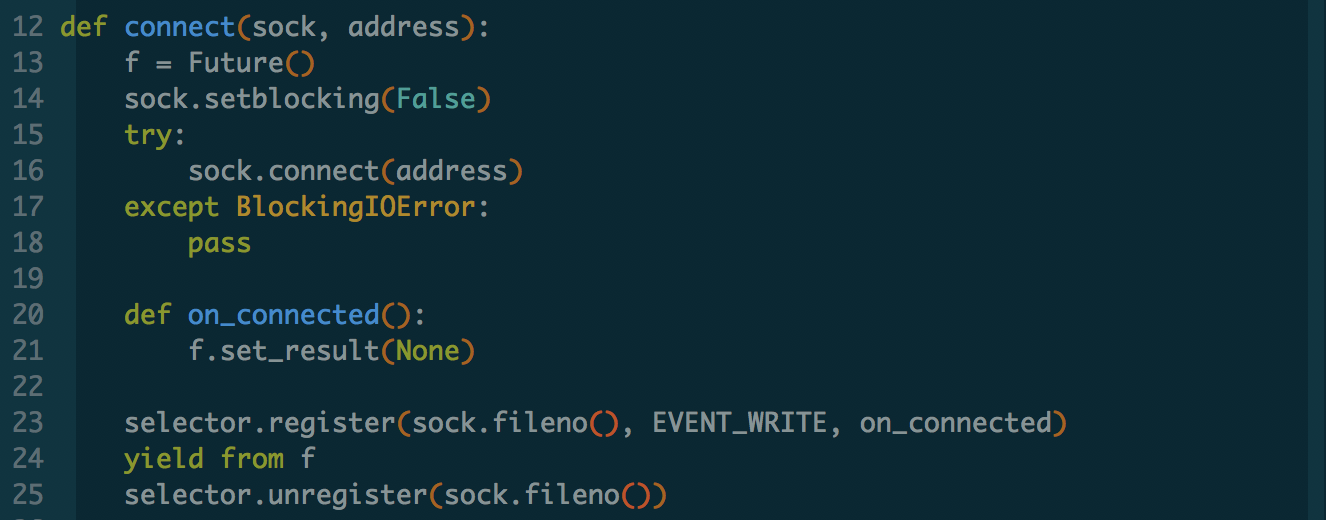 12 def connect(sock, address):
13     f = Future()
14     sock.setblocking(False)
15     try:
16         sock.connect(address)
17     except BlockingIOError:
18         pass
19
20     def on_connected():
21         f.set_result(None)
22
23     selector.register(sock.fileno(), EVENT_WRITE, on_connected)
24     yield from f
25     selector.unregister(sock.fileno())